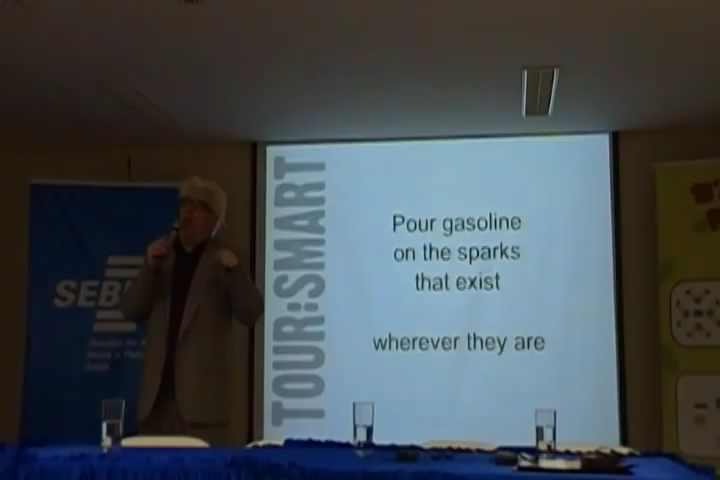 TOUR:SMART
Pour gasoline
on the sparks
that exist
wherever they are
SEB